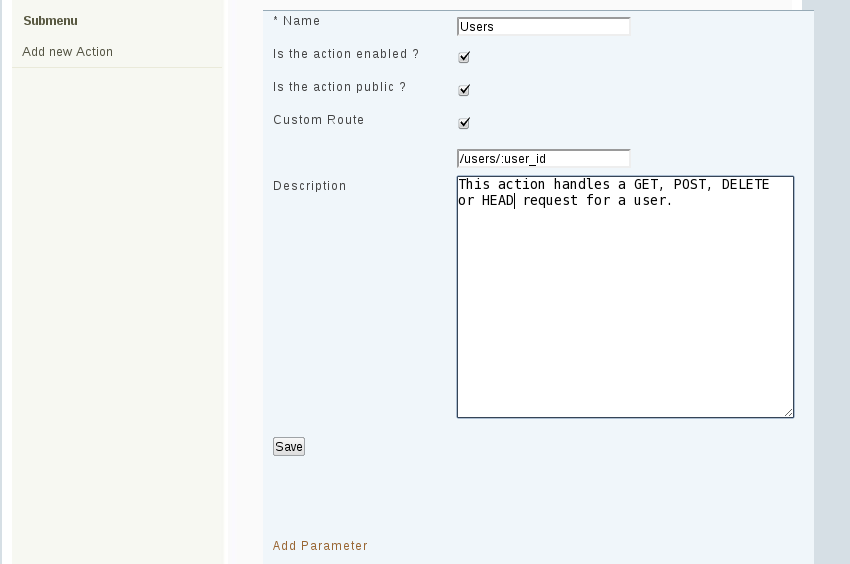 Submenu
Add new Action
* Name
Users
Is the action enabled ?
Is the action public ?
Custom Route
/users/:user_id
Description
This action handles a GET, POST, DELETE
or HEAD request for a user.
Save
Add Parameter